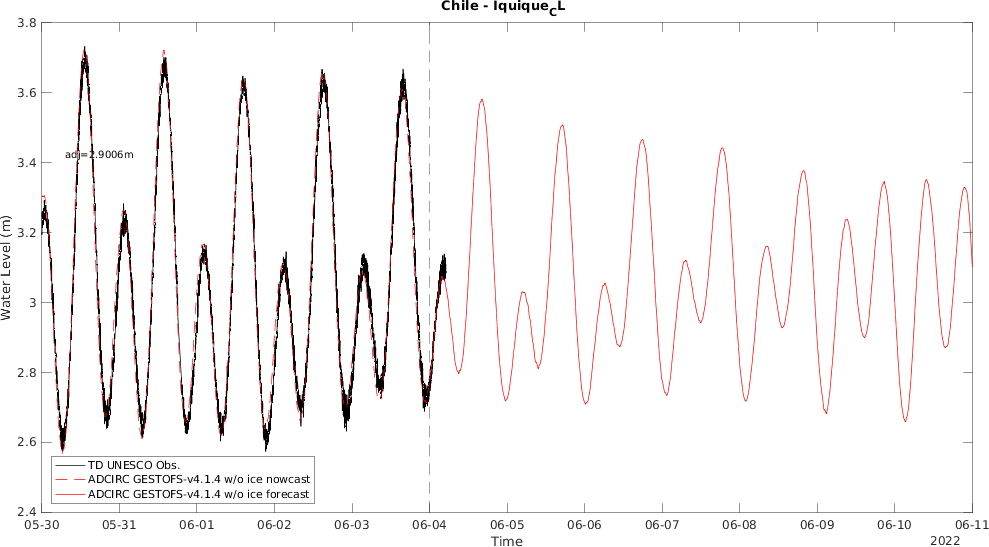 Chile - Iquique_CL
3.8
3.6
3.4
3.2
3
2.8
2.6
2.4
Water Level (m)
adj=2.9006m
TD UNESCO Obs.
ADCIRC GESTOFS-v4.1.4 w/o ice nowcast
ADCIRC GESTOFS-v4.1.4 w/o ice forecast
05-30 05-31 06-01 06-02 06-03 06-04 06-05 06-06 06-07 06-08 06-09 06-10 06-11
Time
2022